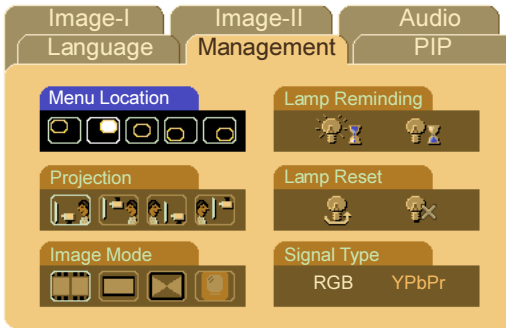 Image-I Image-II Audio
Language Management PIP
Menu Location Lamp Reminding
Projection Lamp Reset
Image Mode Signal Type
RGB YPbPr